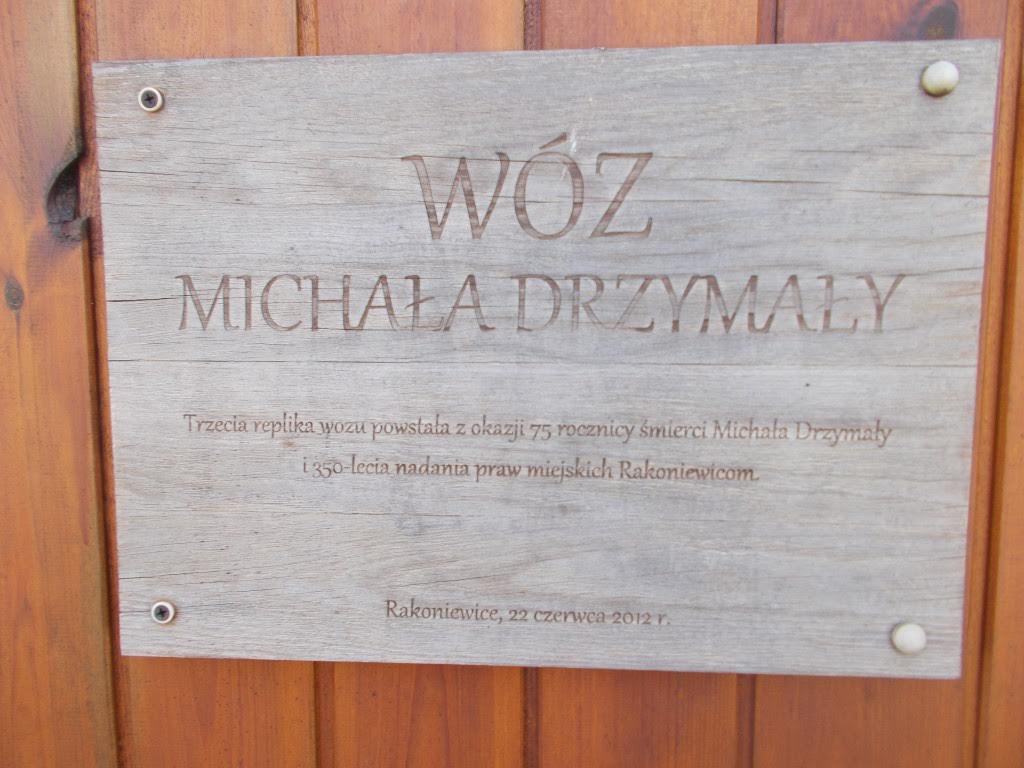 WÓZ
MICHAŁA DRZYMAŁY
Trzecia replika wozu powstała z okazji 75 rocznicy śmierci Michała Drzymały
i 350-lecia nadania praw miejskich Rakoniewicom.
Rakoniewice, 22 czerwca 2012 r.